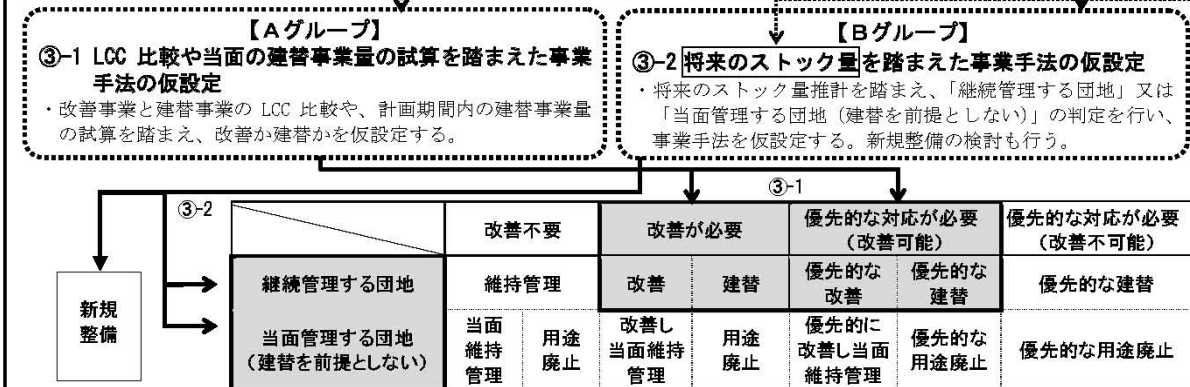 【Aグループ】
③-1 LCC 比較や当面の建替事業量の試算を踏まえた事業
手法の仮設定
・改善事業と建替事業の LCC 比較や、計画期間内の建替事業量
の試算を踏まえ、改善か建替かを仮設定する。
【Bグループ】
③-2 将来のストック量を踏まえた事業手法の仮設定
・将来のストック量推計を踏まえ、「継続管理する団地」又は
「当面管理する団地（建替を前提としない）」の判定を行い、
事業手法を仮設定する。新規整備の検討も行う。
③-1
③-2
新規
整備
改善不要
改善が必要
優先的な対応が必要
（改善可能）
優先的な対応が必要
（改善不可能）
継続管理する団地
維持管理
改善
建替
優先的な
改善
優先的な
建替
優先的な建替
当面管理する団地
（建替を前提としない）
当面
維持
管理
用途
廃止
改善し
当面維持
管理
用途
廃止
優先的に
改善し当面
維持管理
優先的な
用途廃止
優先的な用途廃止